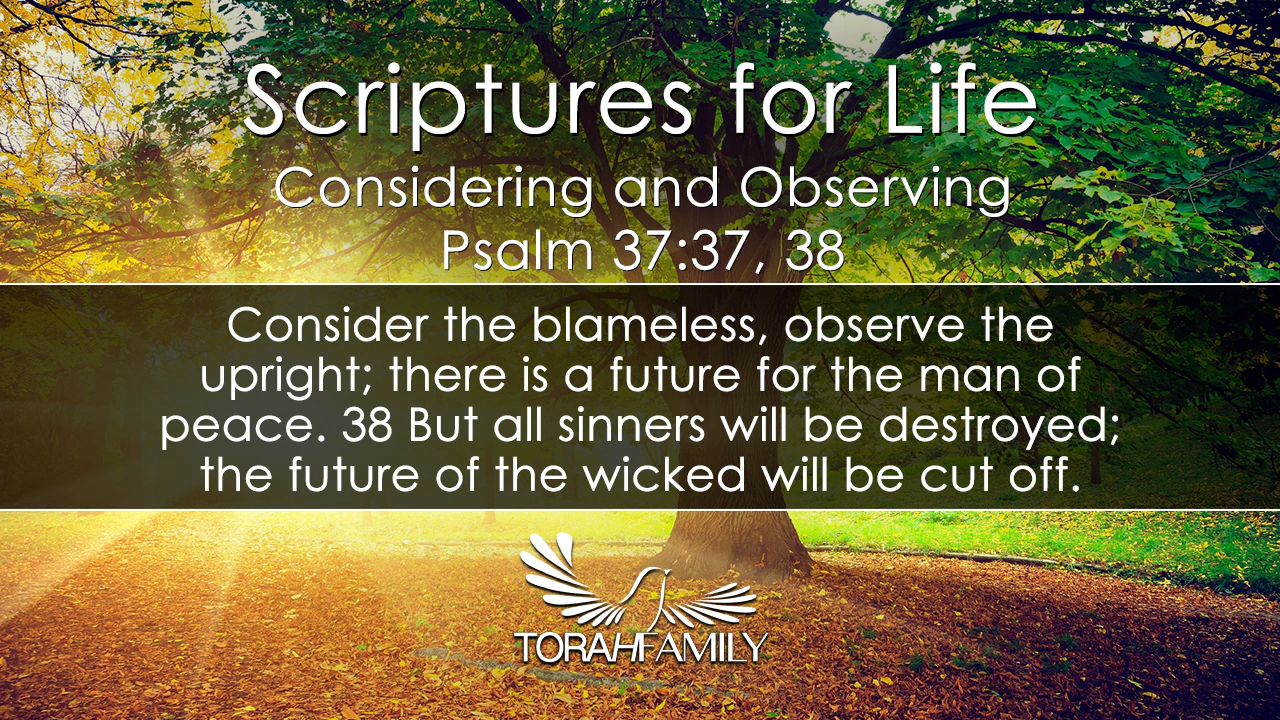 Scriptures for Life
Considering and Observing
Psalm 37:37, 38
Consider the blameless, observe the
upright; there is a future for the man of
peace. 38 But all sinners will be destroyed;
the future of the wicked will be cut off.
TORAHFAMILY